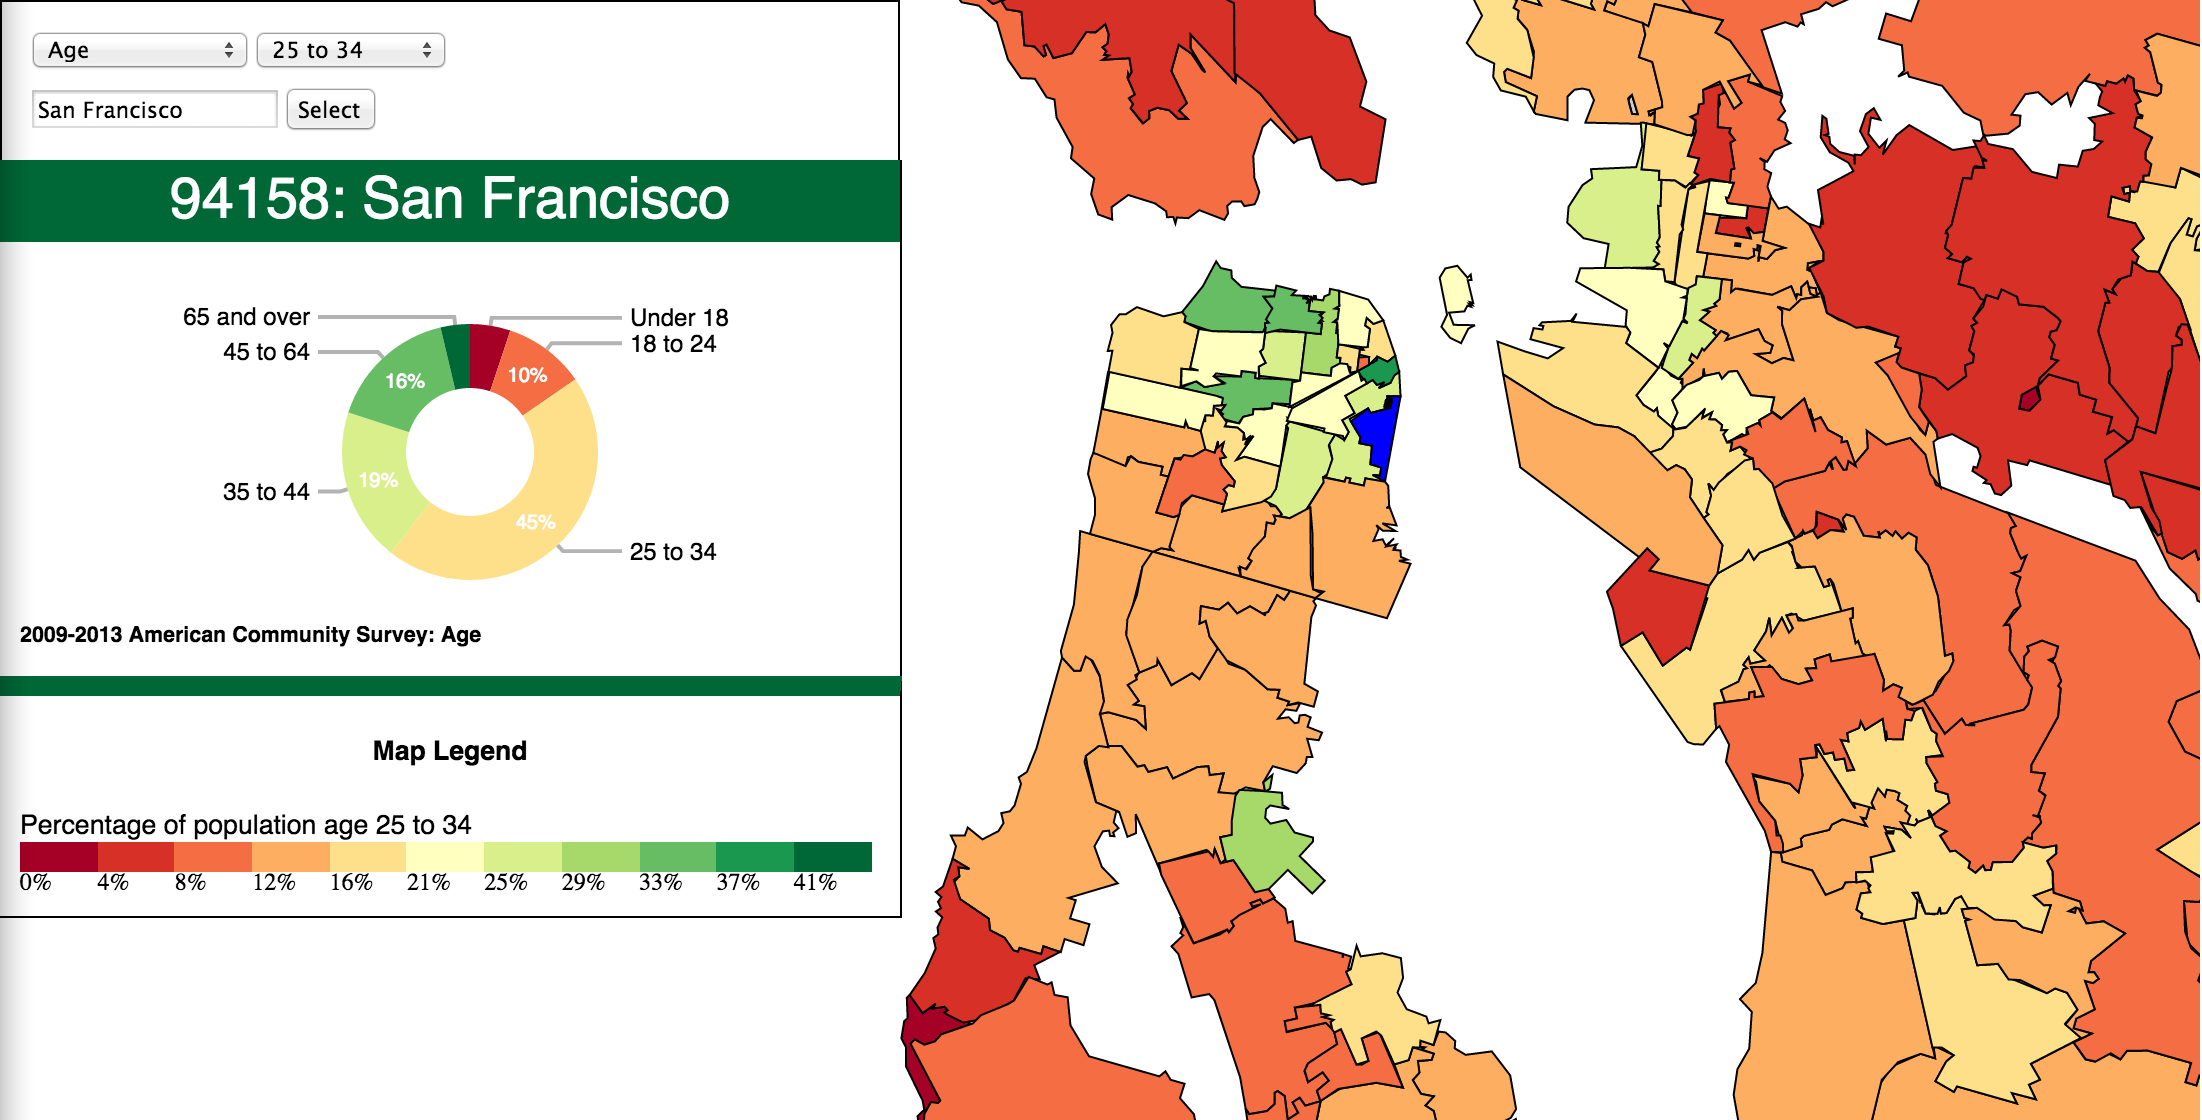 Age
25 to 34
San Francisco
Select
94158: San Francisco
65 and over
Under 18
45 to 64
18 to 24
16%
10%
35 to 44
19%
45%
25 to 34
2009-2013 American Community Survey: Age
Map Legend
Percentage of population age 25 to 34
0% 4% 8% 12% 16% 21% 25% 29% 33% 37% 41%